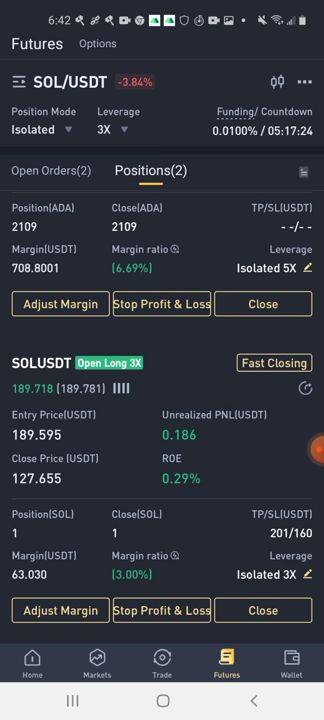 6:42
Futures Options
SOL/USDT -3.84%
Position Mode Leverage Funding/ Countdown
Isolated 3X 0.0100% / 05:17:24
Open Orders(2) Positions(2)
Position(ADA) Close(ADA) TP/SL(USDT)
2109 2109 - -/- -
Margin(USDT) Margin ratio Leverage
708.8001 (6.69%) Isolated 5X
Adjust Margin Stop Profit & Loss Close
SOLUSDT Open Long 3X Fast Closing
189.718 (189.781)
Entry Price(USDT) Unrealized PNL(USDT)
189.595 0.186
Close Price (USDT) ROE
127.655 0.29%
Position(SOL) Close(SOL) TP/SL(USDT)
1 1 201/160
Margin(USDT) Margin ratio Leverage
63.030 (3.00%) Isolated 3X
Adjust Margin Stop Profit & Loss Close
Home Markets Trade Futures Wallet